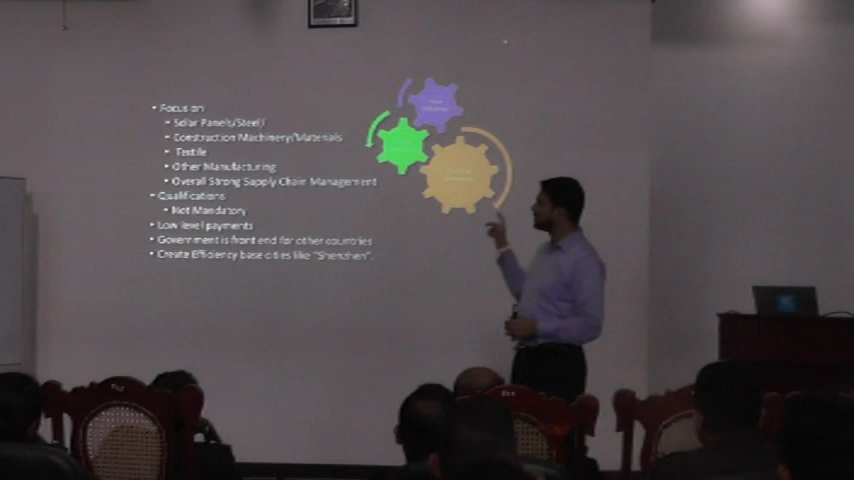 • Focus on
• Solar Panels/Steel/
• Construction Machinery/Materials
• Textile
• Other Manufacturing
• Overall Strong Supply Chain Management
• Qualifications
• Not Mandatory
• Low level payments
• Government is front end for other countries
• Create Efficiency base cities like "Shenzhen".